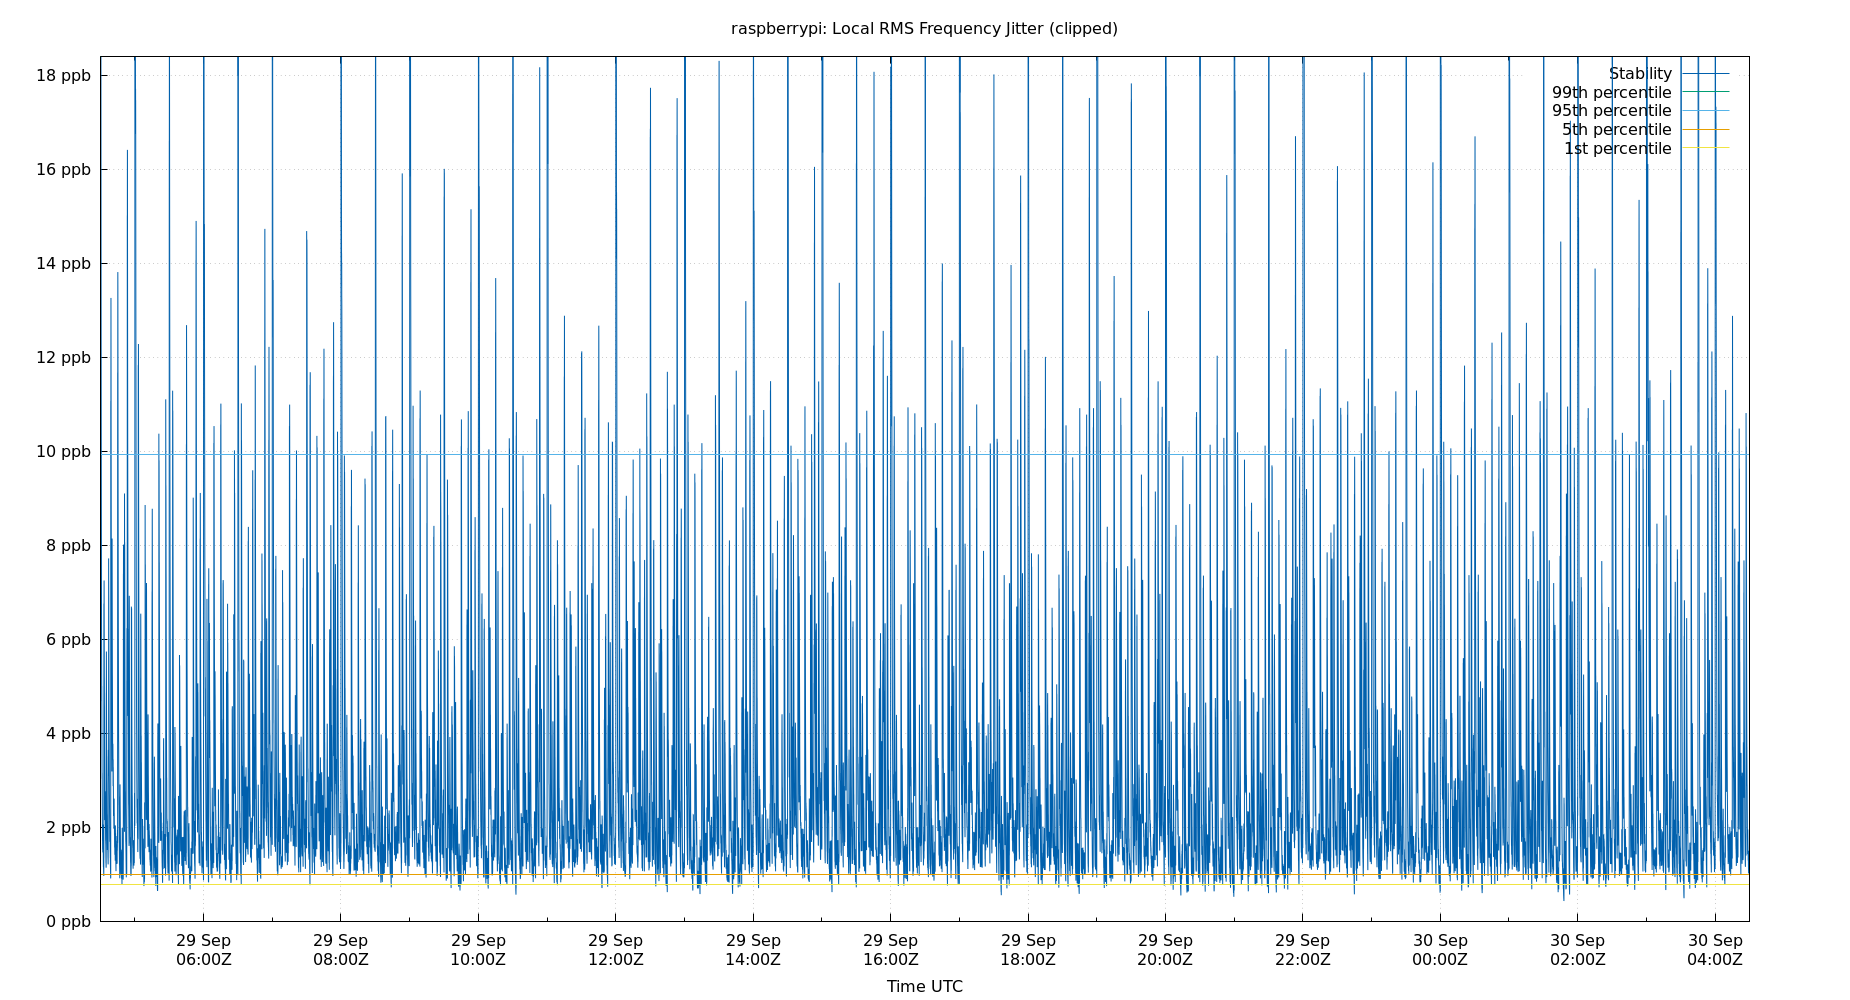 raspberrypi: Local RMS Frequency Jitter (clipped)
18 ppb
16 ppb
14 ppb
12 ppb
10 ppb
8 ppb
6 ppb
4 ppb
2 ppb
0 ppb
Stability
99th percentile
95th percentile
5th percentile
1st percentile
29 Sep 29 Sep 29 Sep 29 Sep 29 Sep 29 Sep 29 Sep 29 Sep 29 Sep 30 Sep 30 Sep 30 Sep
06:00Z 08:00Z 10:00Z 12:00Z 14:00Z 16:00Z 18:00Z 20:00Z 22:00Z 00:00Z 02:00Z 04:00Z
Time UTC